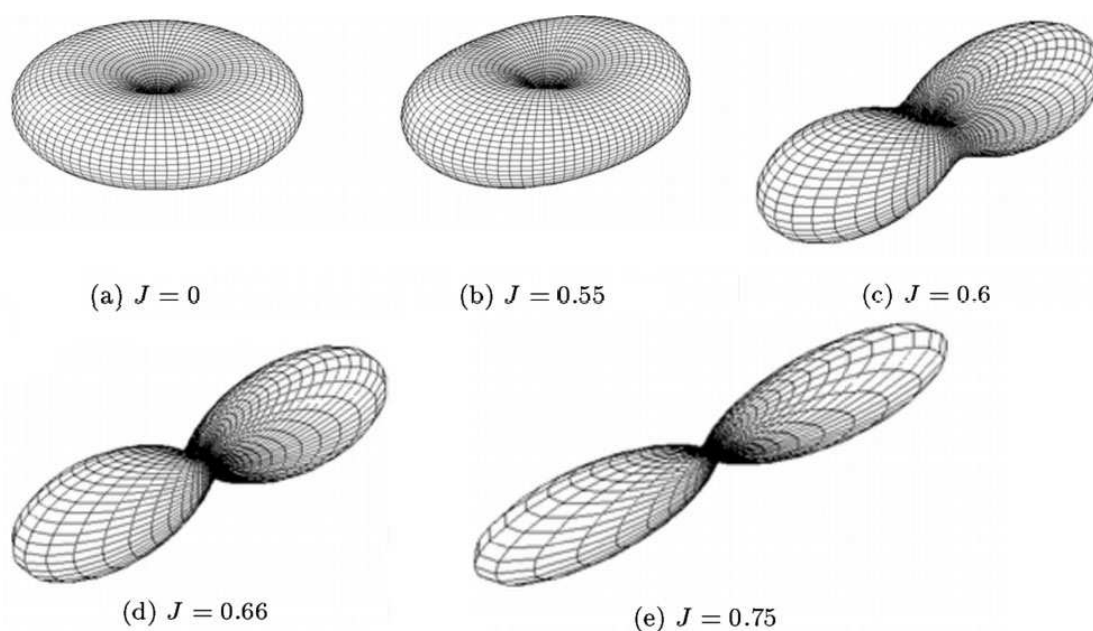 (a) J = 0
(b) J = 0.55
(c) J = 0.6
(d) J = 0.66
(e) J = 0.75